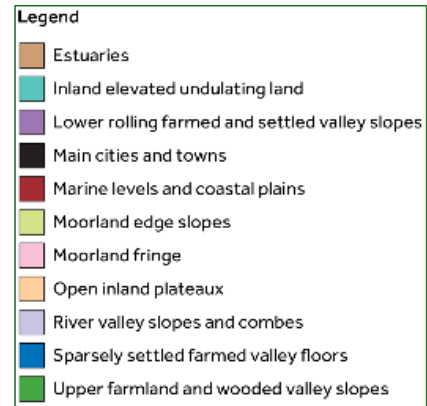 Legend
Estuaries
Inland elevated undulating land
Lower rolling farmed and settled valley slopes
Main cities and towns
Marine levels and coastal plains
Moorland edge slopes
Moorland fringe
Open inland plateaux
River valley slopes and combes
Sparsely settled farmed valley floors
Upper farmland and wooded valley slopes